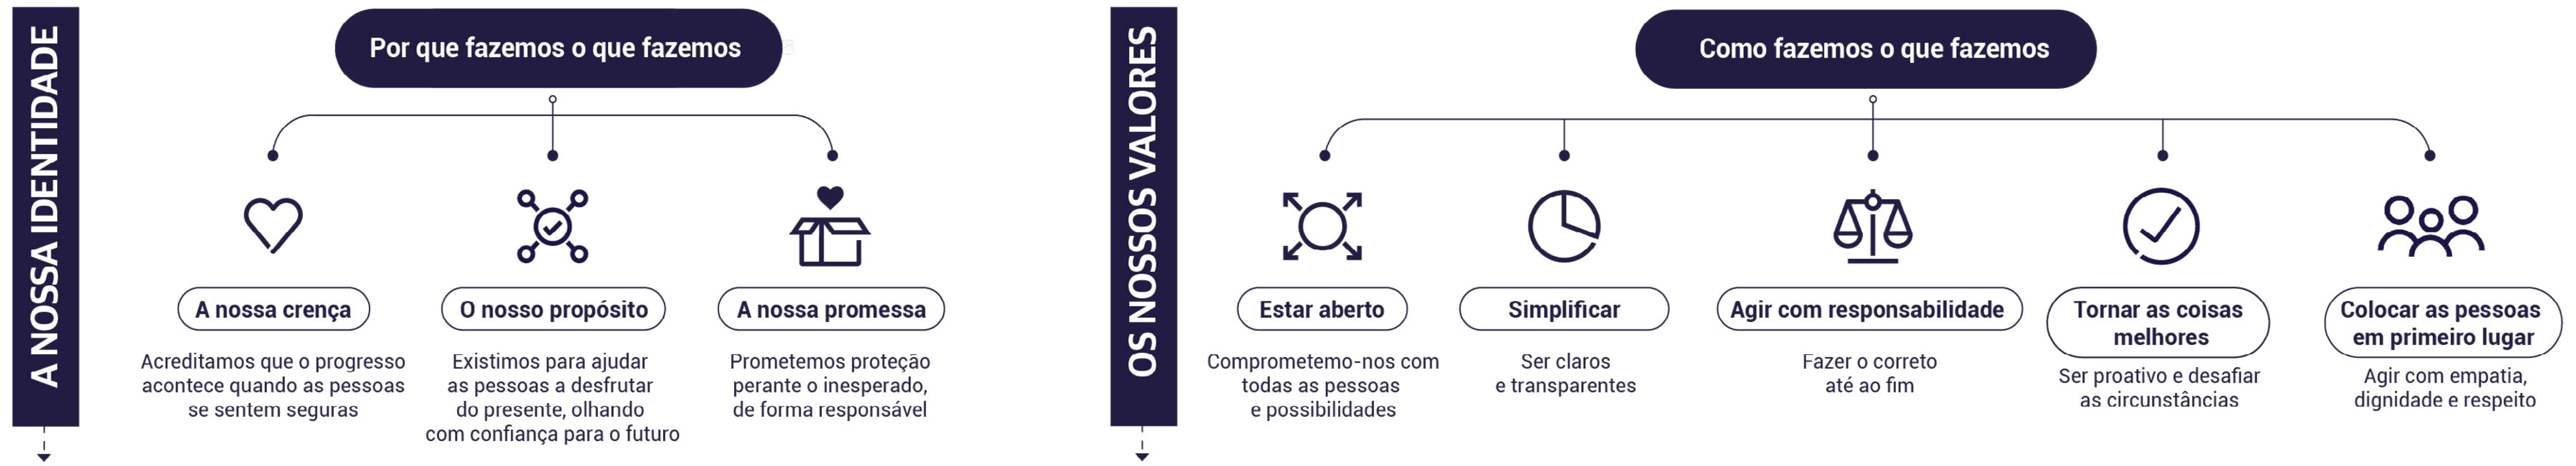 A NOSSA IDENTIDADE
Por que fazemos o que fazemos
A nossa crença
Acreditamos que o progresso
acontece quando as pessoas
se sentem seguras
O nosso propósito
Existimos para ajudar
as pessoas a desfrutar
do presente, olhando
com confiança para o futuro
A nossa promessa
Prometemos proteção
perante o inesperado,
de forma responsável
OS NOSSOS VALORES
Como fazemos o que fazemos
Estar aberto
Comprometemo-nos com
todas as pessoas
e possibilidades
Simplificar
Ser claros
e transparentes
Agir com responsabilidade
Fazer o correto
até ao fim
Tornar as coisas
melhores
Ser proativo e desafiar
as circunstâncias
Colocar as pessoas
em primeiro lugar
Agir com empatia,
dignidade e respeito